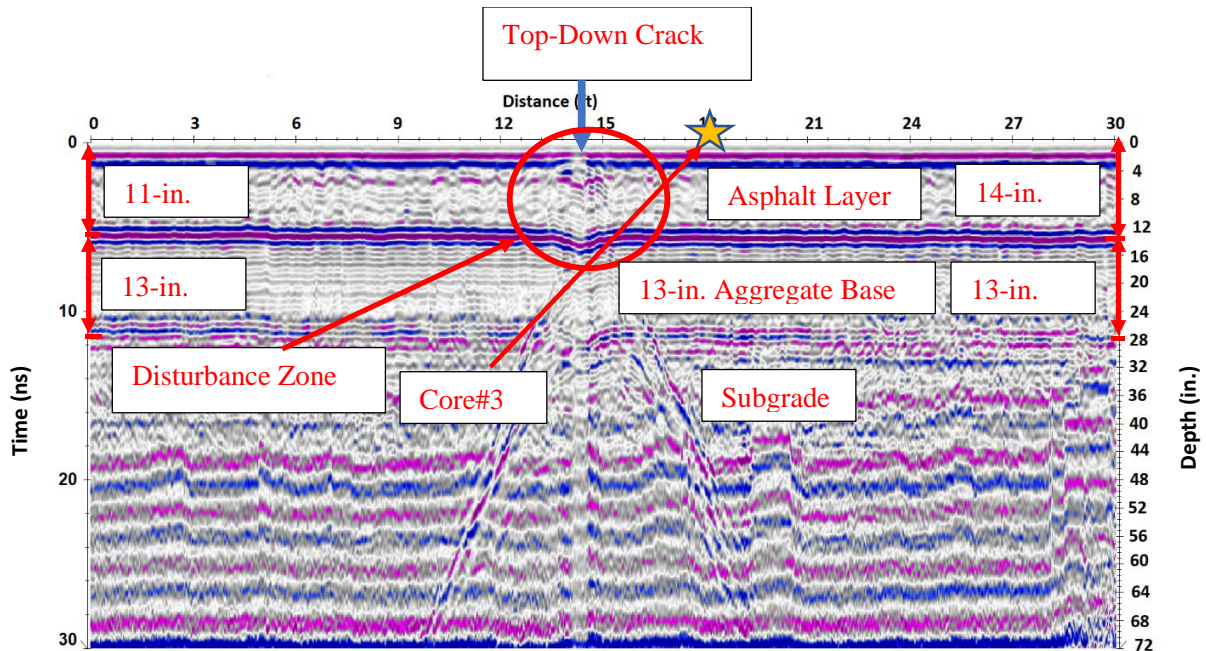 Top-Down Crack
Distance (ft)
0 3 6 9 12 15 18 21 24 27 30
0
10
20
30
Time (ns)
0
4
8
12
16
20
24
28
32
36
40
44
48
52
56
60
64
68
72
Depth (in.)
11-in.
Asphalt Layer
14-in.
13-in.
13-in. Aggregate Base
13-in.
Disturbance Zone
Core#3
Subgrade